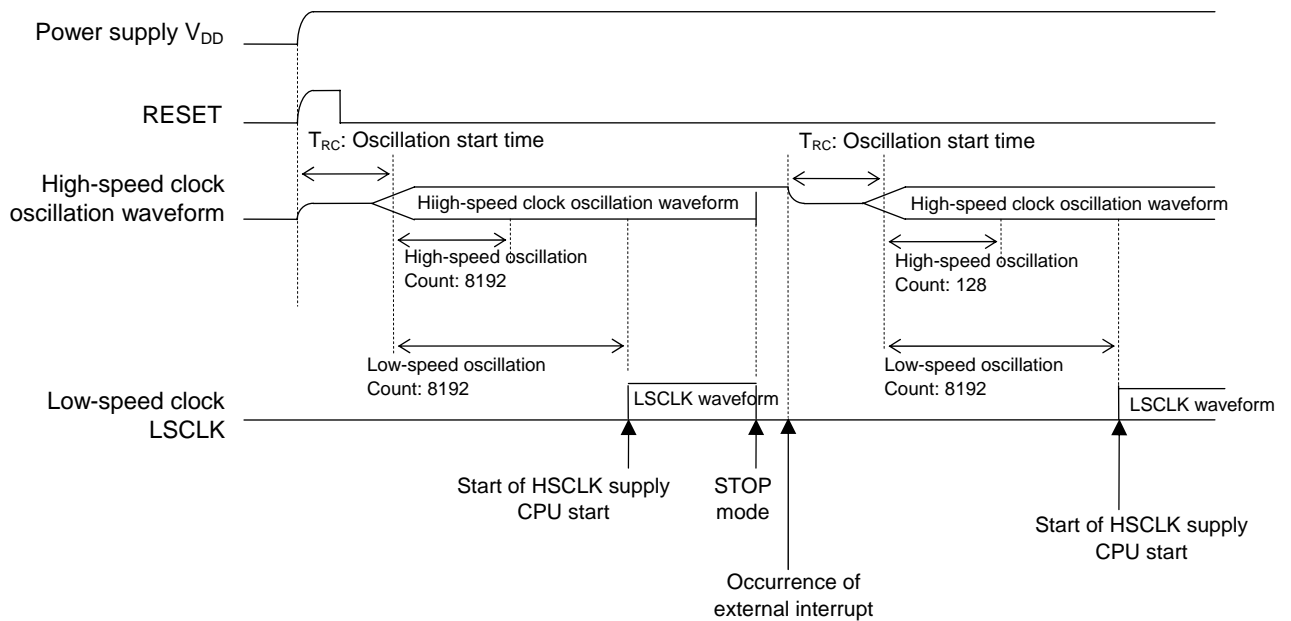 Power supply VDD
RESET
TRC: Oscillation start time
TRC: Oscillation start time
High-speed clock
oscillation waveform
Hiigh-speed clock oscillation waveform
High-speed clock oscillation waveform
High-speed oscillation
Count: 8192
High-speed oscillation
Count: 128
Low-speed oscillation
Count: 8192
Low-speed oscillation
Count: 8192
Low-speed clock
LSCLK
LSCLK waveform
LSCLK waveform
Start of HSCLK supply
CPU start
STOP
mode
Start of HSCLK supply
CPU start
Occurrence of
external interrupt